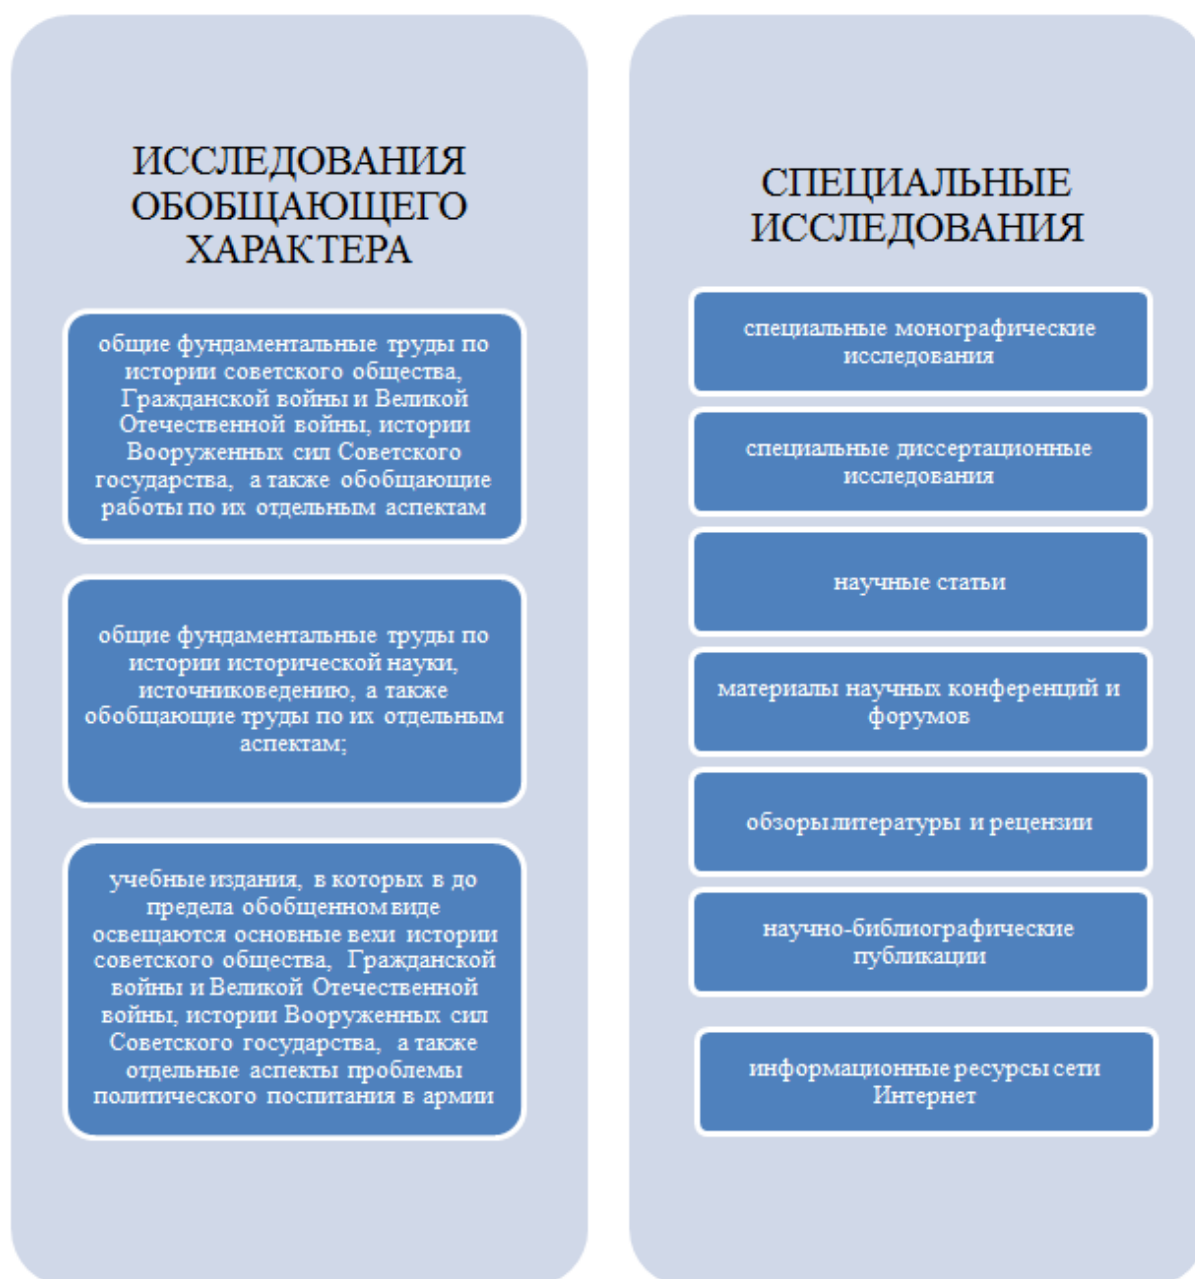 ИССЛЕДОВАНИЯ
ОБОБЩАЮЩЕГО
ХАРАКТЕРА
общие фундаментальные труды по
истории советского общества,
Гражданской войны и Великой
Отечественной войны, истории
Вооруженных сил Советского
государства, а также обобщающие
работы по их отдельным аспектам
общие фундаментальные труды по
истории исторической науки,
источниковедению, а также
обобщающие труды по их отдельным
аспектам;
учебные издания, в которых в до
предела обобщенном виде
освещаются основные вехи истории
советского общества, Гражданской
войны и Великой Отечественной
войны, истории Вооруженных сил
Советского государства, а также
отдельные аспекты проблемы
политического поспитания в армии
СПЕЦИАЛЬНЫЕ
ИССЛЕДОВАНИЯ
специальные монографические
исследования
специальные диссертационные
исследования
научные статьи
материалы научных конференций и
форумов
обзоры литературы и рецензии
научно-библиографические
публикации
информационные ресурсы сети
Интернет